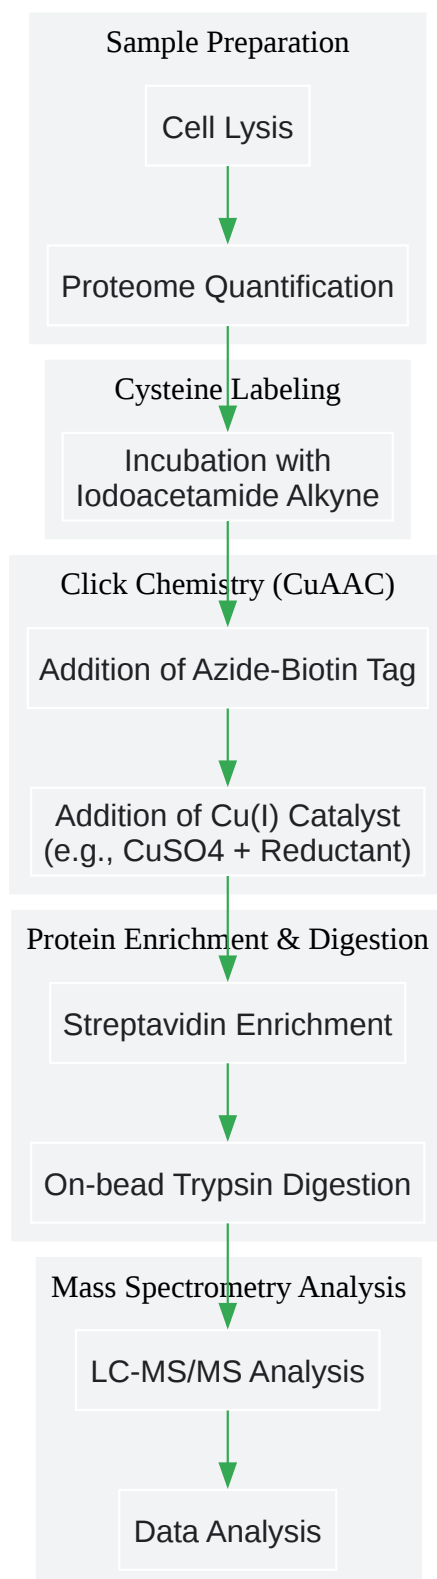 Sample Preparation
Cell Lysis
Proteome Quantification
Cysteine Labeling
Incubation with
Iodoacetamide Alkyne
Click Chemistry (CuAAC)
Addition of Azide-Biotin Tag
Addition of Cu(I) Catalyst
(e.g., CuSO4 + Reductant)
Protein Enrichment & Digestion
Streptavidin Enrichment
On-bead Trypsin Digestion
Mass Spectrometry Analysis
LC-MS/MS Analysis
Data Analysis